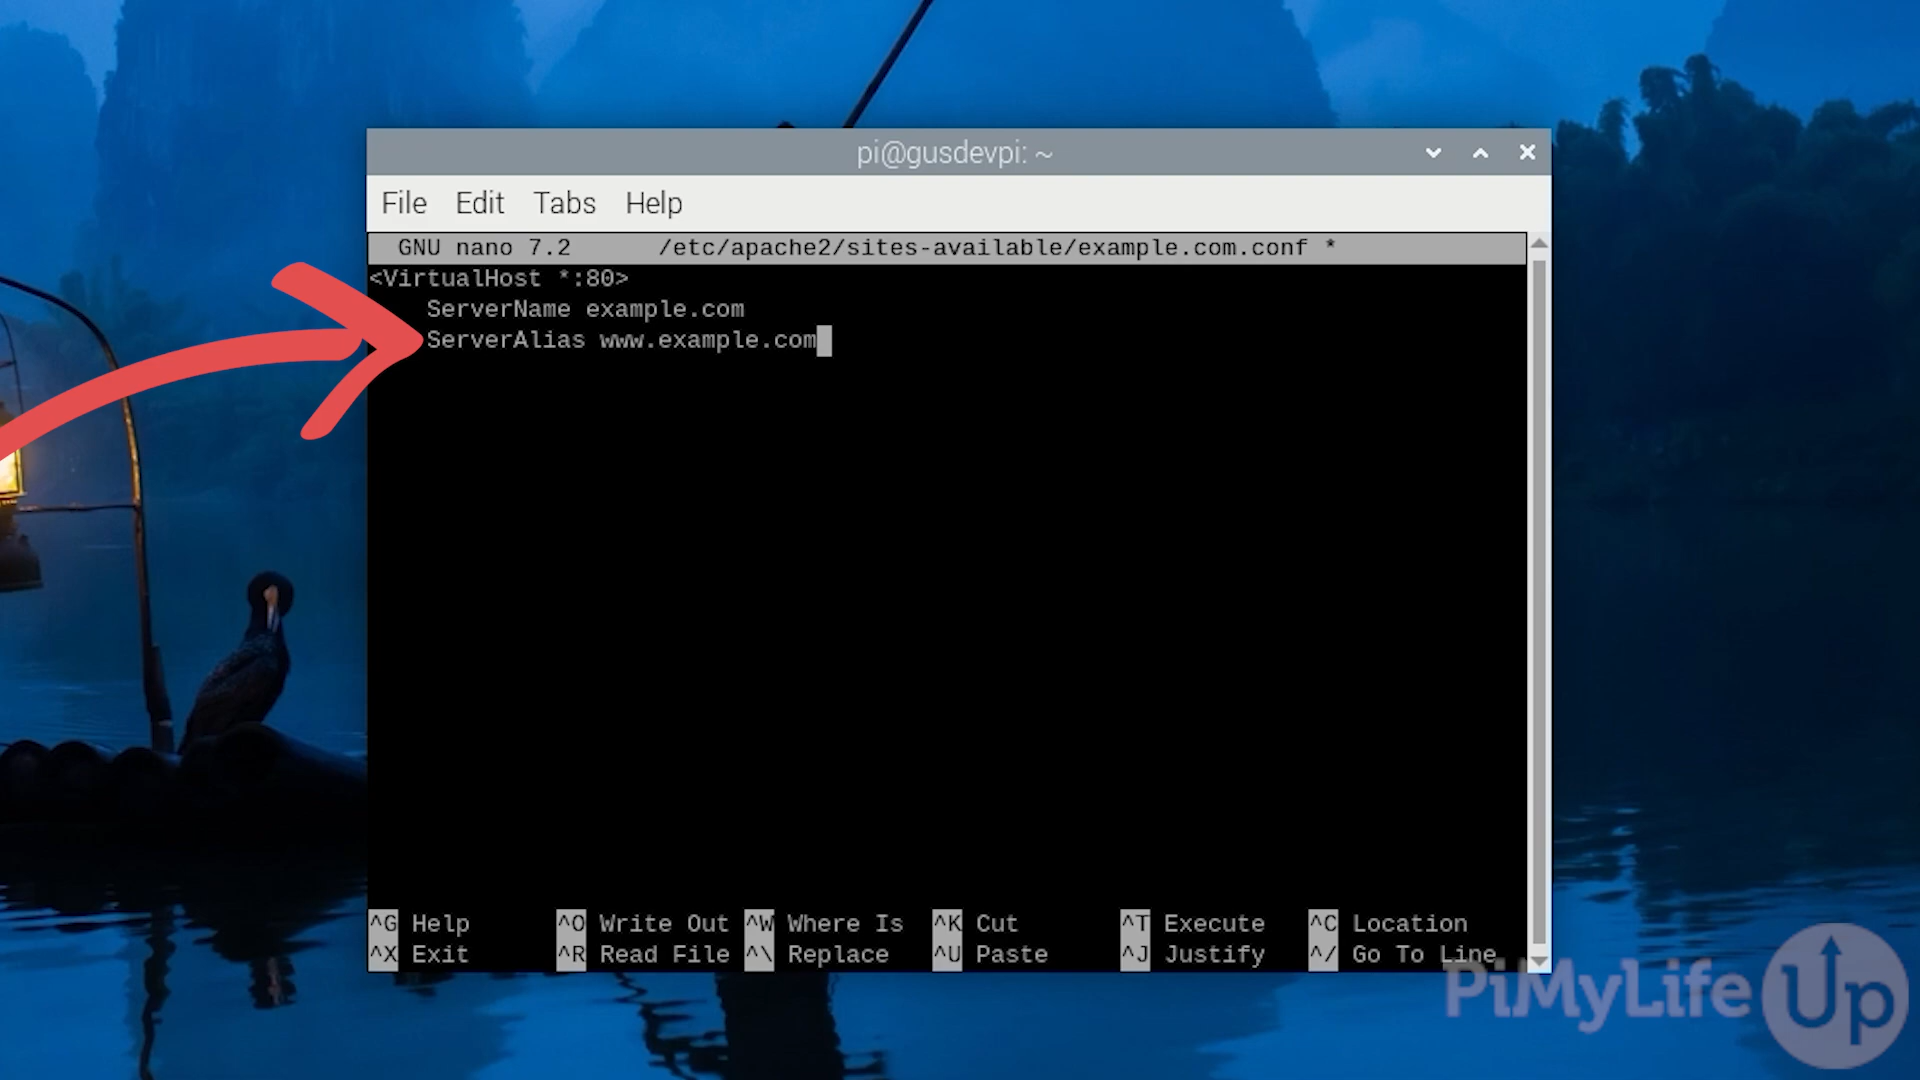 pi@gusdevpi: ~
File Edit Tabs Help
GNU nano 7.2 /etc/apache2/sites-available/example.com.conf *
<VirtualHost *:80>
ServerName example.com
ServerAlias www.example.com
^G Help ^O Write Out ^W Where Is ^K Cut ^T Execute ^C Location
^X Exit ^R Read File ^\ Replace ^U Paste ^J Justify ^/ Go To Line
PiMyLifeUp